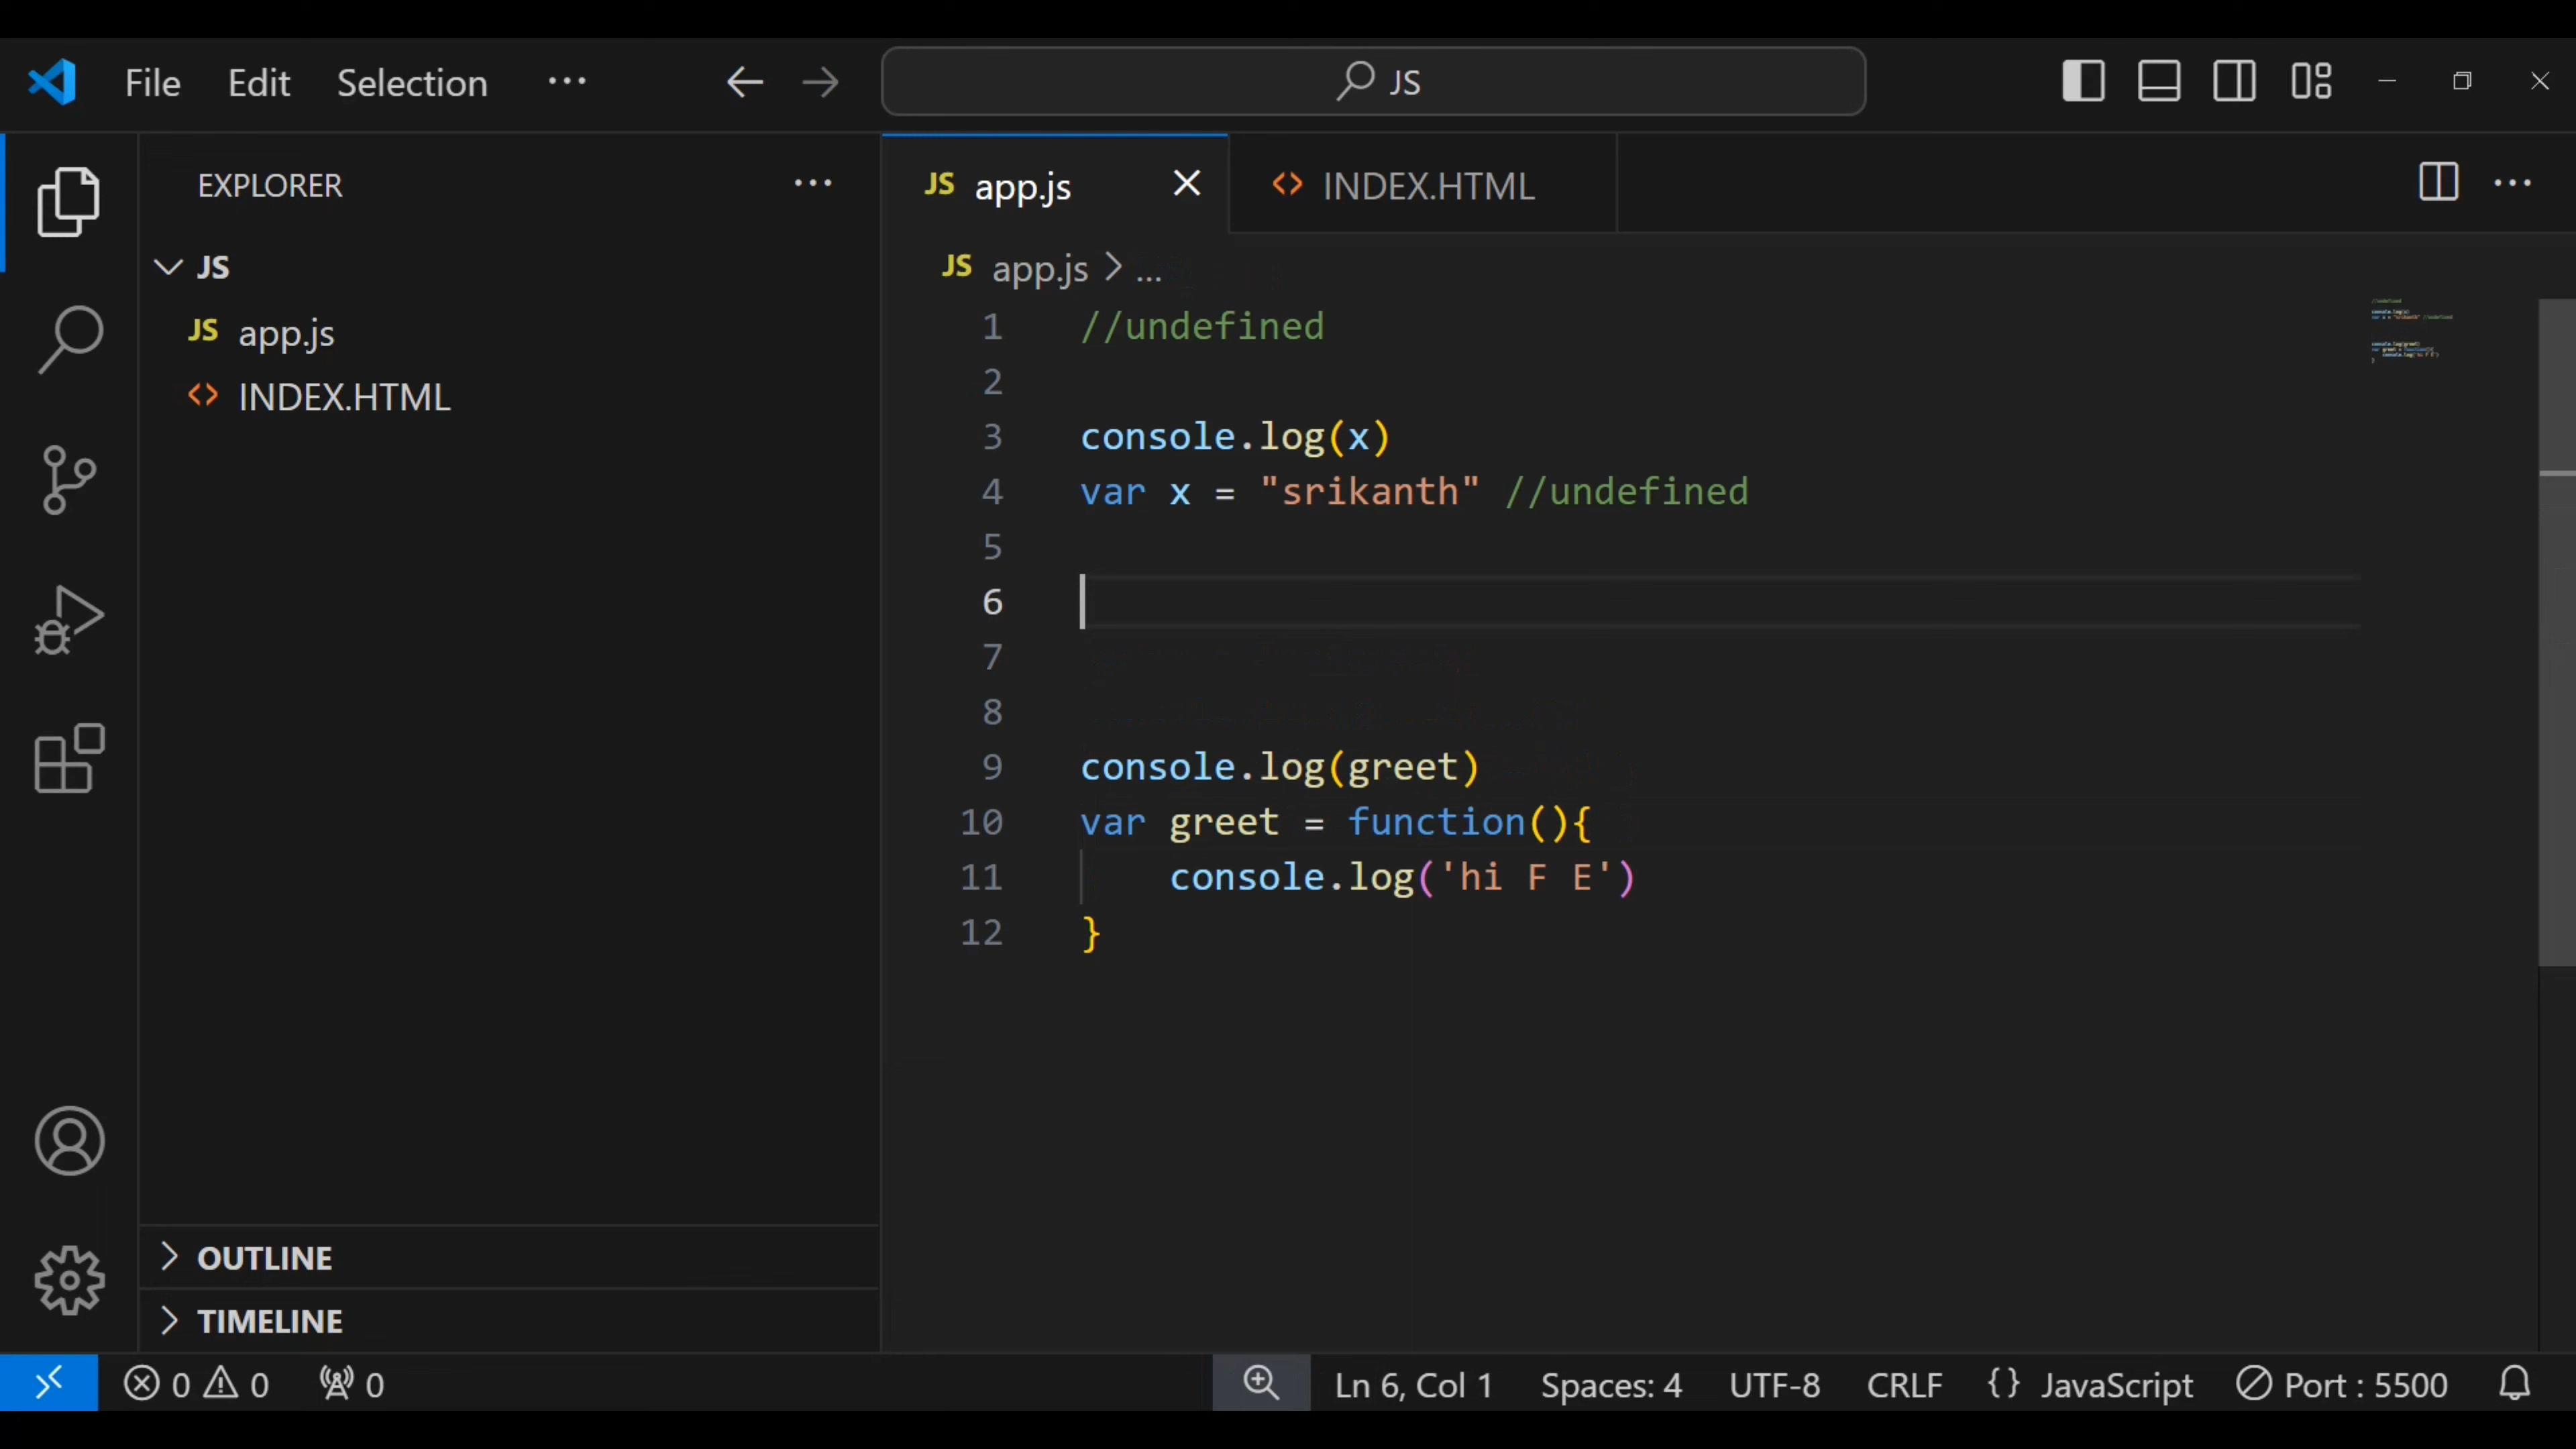 File Edit Selection ··· JS
EXPLORER ···
JS
JS app.js
<> INDEX.HTML
OUTLINE
TIMELINE
JS app.js <> INDEX.HTML ···
JS app.js > ...
1 //undefined
2
3 console.log(x)
4 var x = "srikanth" //undefined
5
6
7
8
9 console.log(greet)
10 var greet = function(){
11 console.log('hi F E')
12 }
0 0 0 Ln 6, Col 1 Spaces: 4 UTF-8 CRLF {} JavaScript Port : 5500